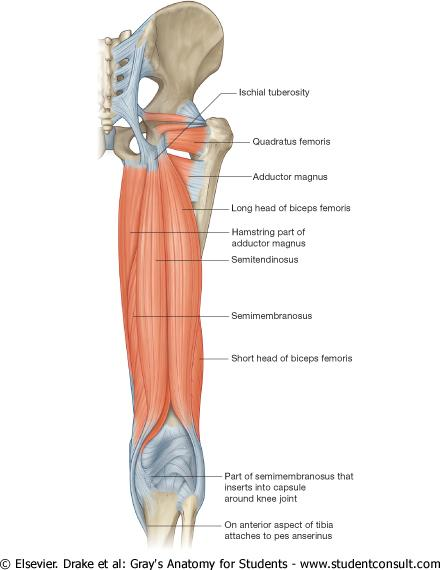 Ischial tuberosity
Quadratus femoris
Adductor magnus
Long head of biceps femoris
Hamstring part of
adductor magnus
Semitendinosus
Semimembranosus
Short head of biceps femoris
Part of semimembranosus that
inserts into capsule
around knee joint
On anterior aspect of tibia
attaches to pes anserinus
© Elsevier. Drake et al: Gray's Anatomy for Students - www.studentconsult.com